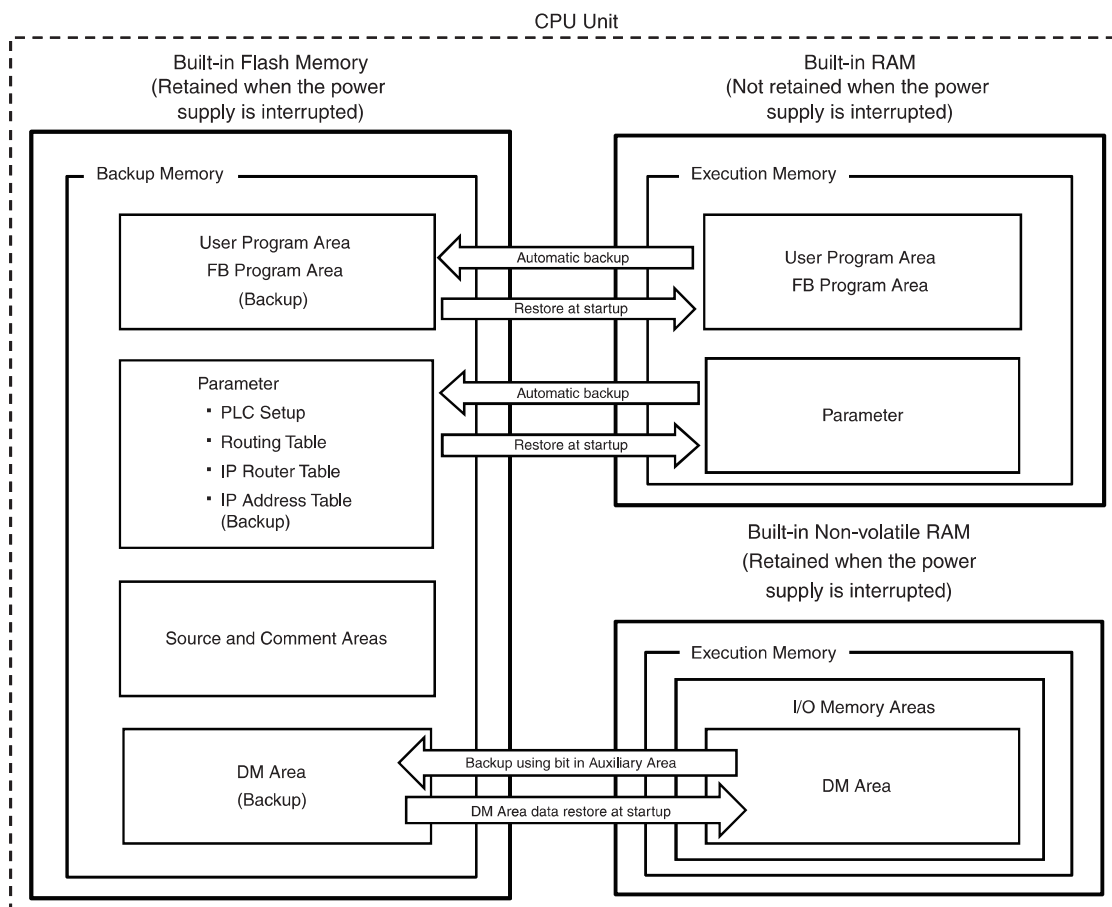 CPU Unit
Built-in Flash Memory
(Retained when the power
supply is interrupted)
Backup Memory
User Program Area
FB Program Area
(Backup)
Parameter
· PLC Setup
· Routing Table
· IP Router Table
· IP Address Table
(Backup)
Source and Comment Areas
DM Area
(Backup)
Automatic backup
Restore at startup
Automatic backup
Restore at startup
Backup using bit in Auxiliary Area
DM Area data restore at startup
Built-in RAM
(Not retained when the power
supply is interrupted)
Execution Memory
User Program Area
FB Program Area
Parameter
Built-in Non-volatile RAM
(Retained when the power
supply is interrupted)
Execution Memory
I/O Memory Areas
DM Area